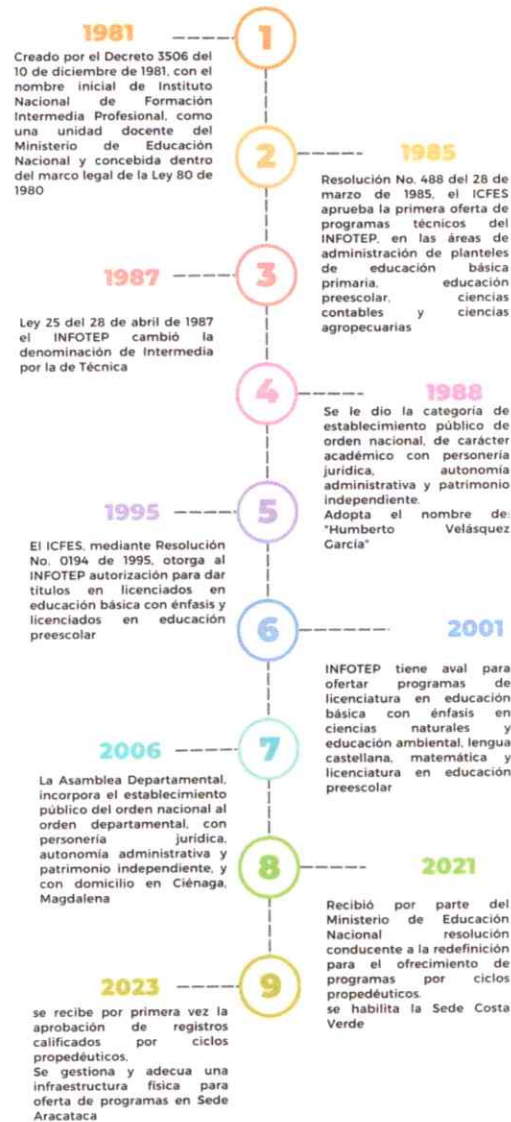 1981
1
Creado por el Decreto 3506 del
10 de diciembre de 1981, con el
nombre inicial de Instituto
Nacional de Formación
Intermedia Profesional, como
una unidad docente del
Ministerio de Educación
Nacional y concebida dentro
del marco legal de la Ley 80 de
1980
2
1985
Resolución No. 488 del 28 de
marzo de 1985, el ICFES
aprueba la primera oferta de
programas técnicos del
INFOTEP, en las áreas de
administración de planteles
de educación básica
primaria, educación
preescolar, ciencias
contables y ciencias
agropecuarias
3
1987
Ley 25 del 28 de abril de 1987
el INFOTEP cambió la
denominación de Intermedia
por la de Técnica
4
1988
Se le dio la categoría de
establecimiento público de
orden nacional, de carácter
académico con personería
jurídica, autonomía
administrativa y patrimonio
independiente.
Adopta el nombre de:
"Humberto Velásquez
García"
5
1995
El ICFES, mediante Resolución
No. 0194 de 1995, otorga al
INFOTEP autorización para dar
títulos en licenciados en
educación básica con énfasis y
licenciados en educación
preescolar
6
2001
INFOTEP tiene aval para
ofertar programas de
licenciatura en educación
básica con énfasis en
ciencias naturales y
educación ambiental, lengua
castellana, matemática y
licenciatura en educación
preescolar
7
2006
La Asamblea Departamental,
incorpora el establecimiento
público del orden nacional al
orden departamental, con
personería jurídica,
autonomía administrativa y
patrimonio independiente, y
con domicilio en Ciénaga,
Magdalena
8
2021
Recibió por parte del
Ministerio de Educación
Nacional resolución
conducente a la redefinición
para el ofrecimiento de
programas por ciclos
propedéuticos.
se habilita la Sede Costa
Verde
9
2023
se recibe por primera vez la
aprobación de registros
calificados por ciclos
propedéuticos.
Se gestiona y adecua una
infraestructura física para
oferta de programas en Sede
Aracataca